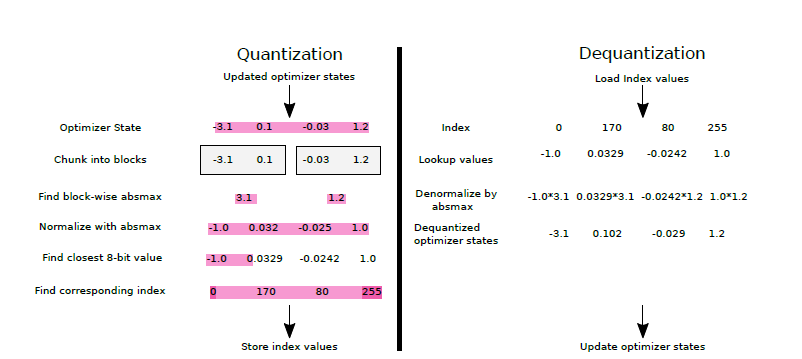 Quantization
Updated optimizer states
Optimizer State -3.1 0.1 -0.03 1.2
Chunk into blocks -3.1 0.1 -0.03 1.2
Find block-wise absmax 3.1 1.2
Normalize with absmax -1.0 0.032 -0.025 1.0
Find closest 8-bit value -1.0 0.0329 -0.0242 1.0
Find corresponding index 0 170 80 255
Store index values
Dequantization
Load Index values
Index 0 170 80 255
Lookup values -1.0 0.0329 -0.0242 1.0
Denormalize by
absmax
-1.0*3.1 0.0329*3.1 -0.0242*1.2 1.0*1.2
Dequantized
optimizer states
-3.1 0.102 -0.029 1.2
Update optimizer states